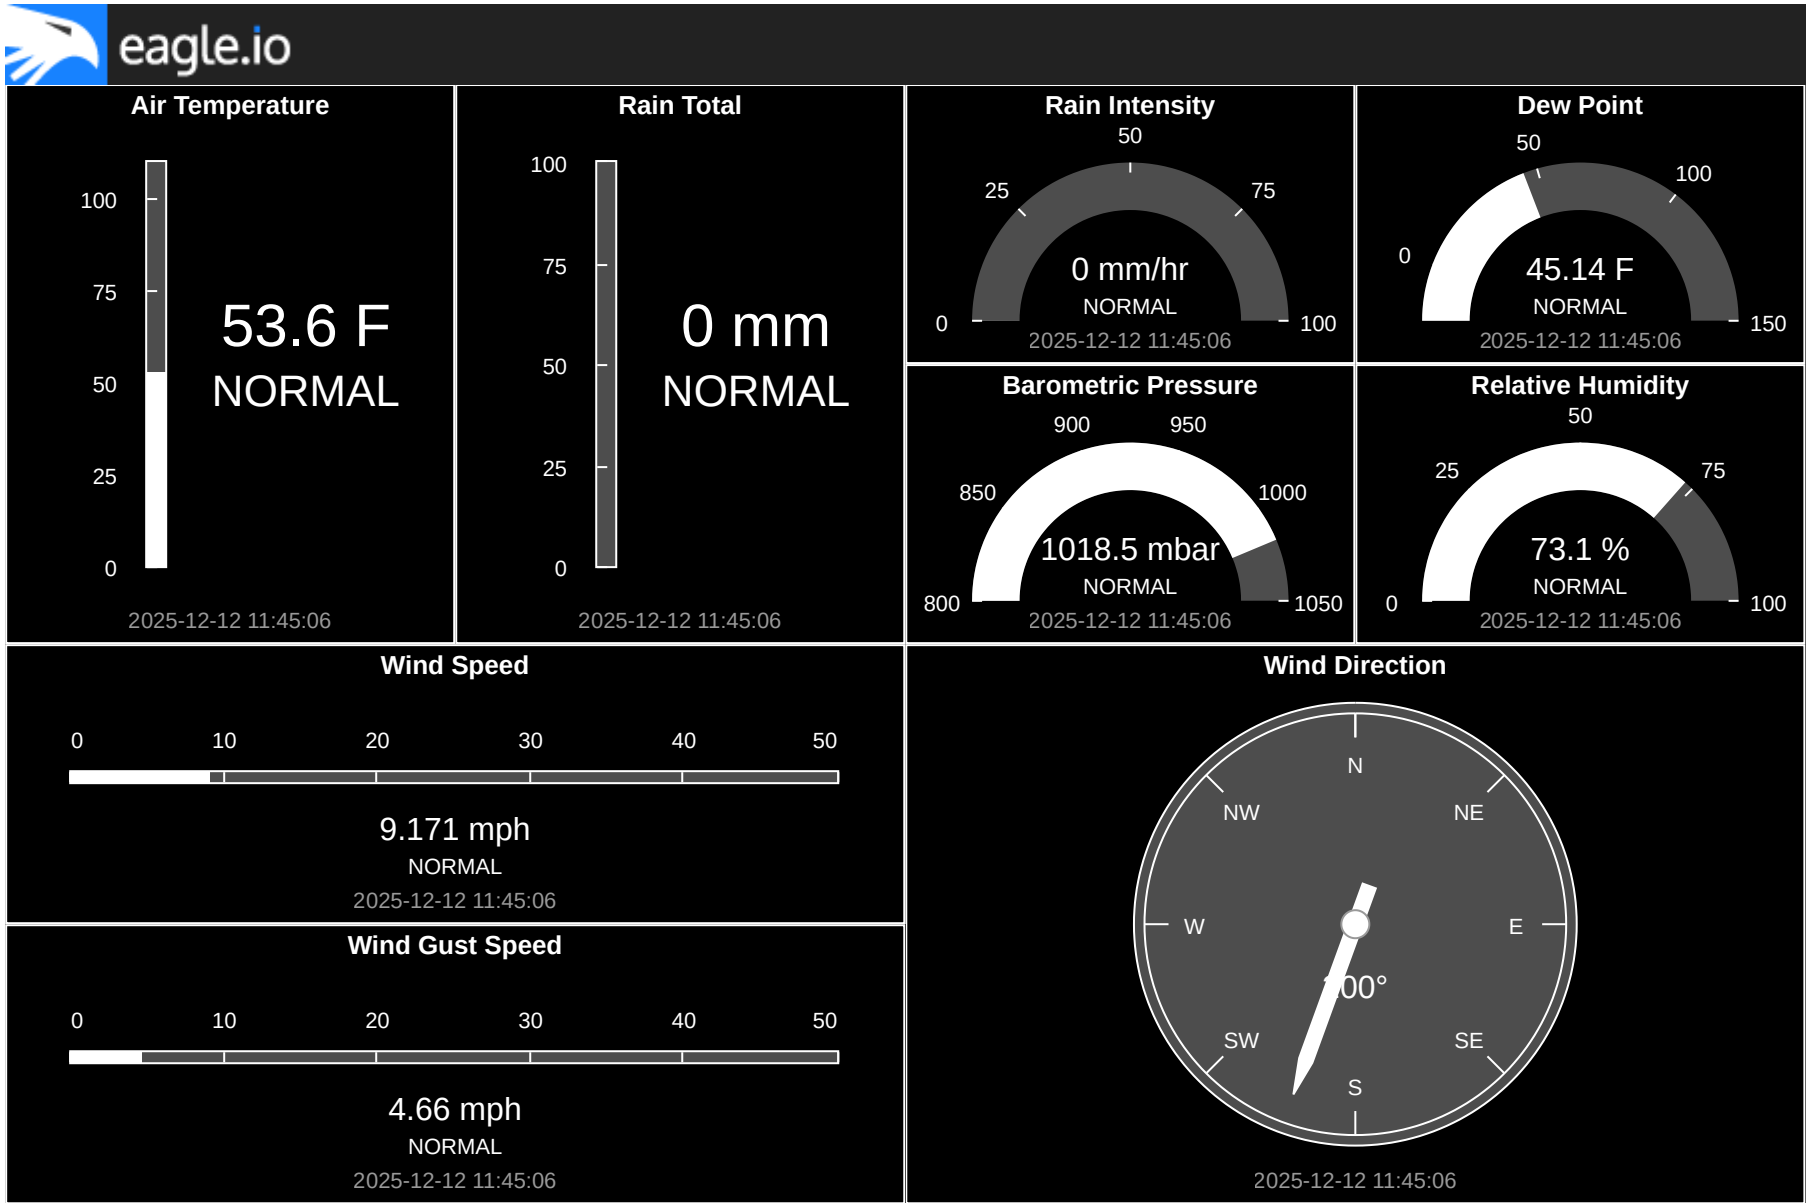 eagle.io
Air Temperature
100
75
50
25
0
53.6 F
NORMAL
2025-12-12 11:45:06
Rain Total
100
75
50
25
0
0 mm
NORMAL
2025-12-12 11:45:06
Rain Intensity
0
25
50
75
100
0 mm/hr
NORMAL
2025-12-12 11:45:06
Dew Point
0
50
100
150
45.14 F
NORMAL
2025-12-12 11:45:06
Barometric Pressure
800
850
900
950
1000
1050
1018.5 mbar
NORMAL
2025-12-12 11:45:06
Relative Humidity
0
25
50
75
100
73.1 %
NORMAL
2025-12-12 11:45:06
Wind Speed
0 10 20 30 40 50
9.171 mph
NORMAL
2025-12-12 11:45:06
Wind Gust Speed
0 10 20 30 40 50
4.66 mph
NORMAL
2025-12-12 11:45:06
Wind Direction
N
NW
NE
W
E
SW
SE
S
2025-12-12 11:45:06